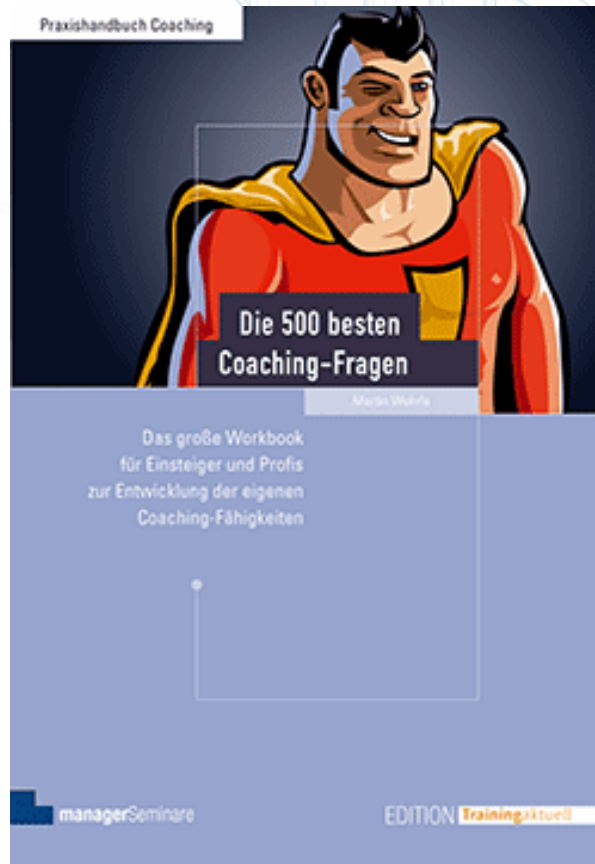 Praxishandbuch Coaching
Die 500 besten
Coaching-Fragen
Martin Wehrle
Das große Workbook
für Einsteiger und Profis
zur Entwicklung der eigenen
Coaching-Fähigkeiten
managerSeminare
EDITION Trainingaktuell